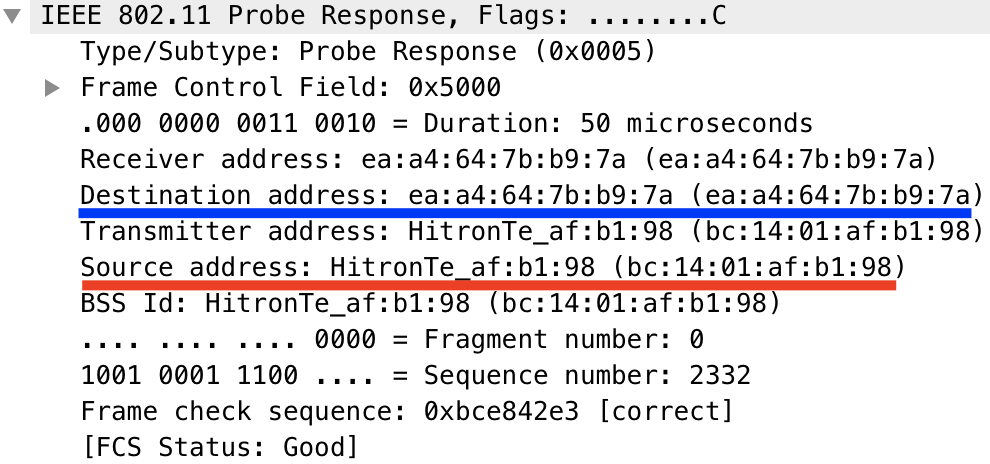 IEEE 802.11 Probe Response, Flags: ........C
Type/Subtype: Probe Response (0x0005)
Frame Control Field: 0x5000
.000 0000 0011 0010 = Duration: 50 microseconds
Receiver address: ea:a4:64:7b:b9:7a (ea:a4:64:7b:b9:7a)
Destination address: ea:a4:64:7b:b9:7a (ea:a4:64:7b:b9:7a)
Transmitter address: HitronTe_af:b1:98 (bc:14:01:af:b1:98)
Source address: HitronTe_af:b1:98 (bc:14:01:af:b1:98)
BSS Id: HitronTe_af:b1:98 (bc:14:01:af:b1:98)
.... .... .... 0000 = Fragment number: 0
1001 0001 1100 .... = Sequence number: 2332
Frame check sequence: 0xbce842e3 [correct]
[FCS Status: Good]